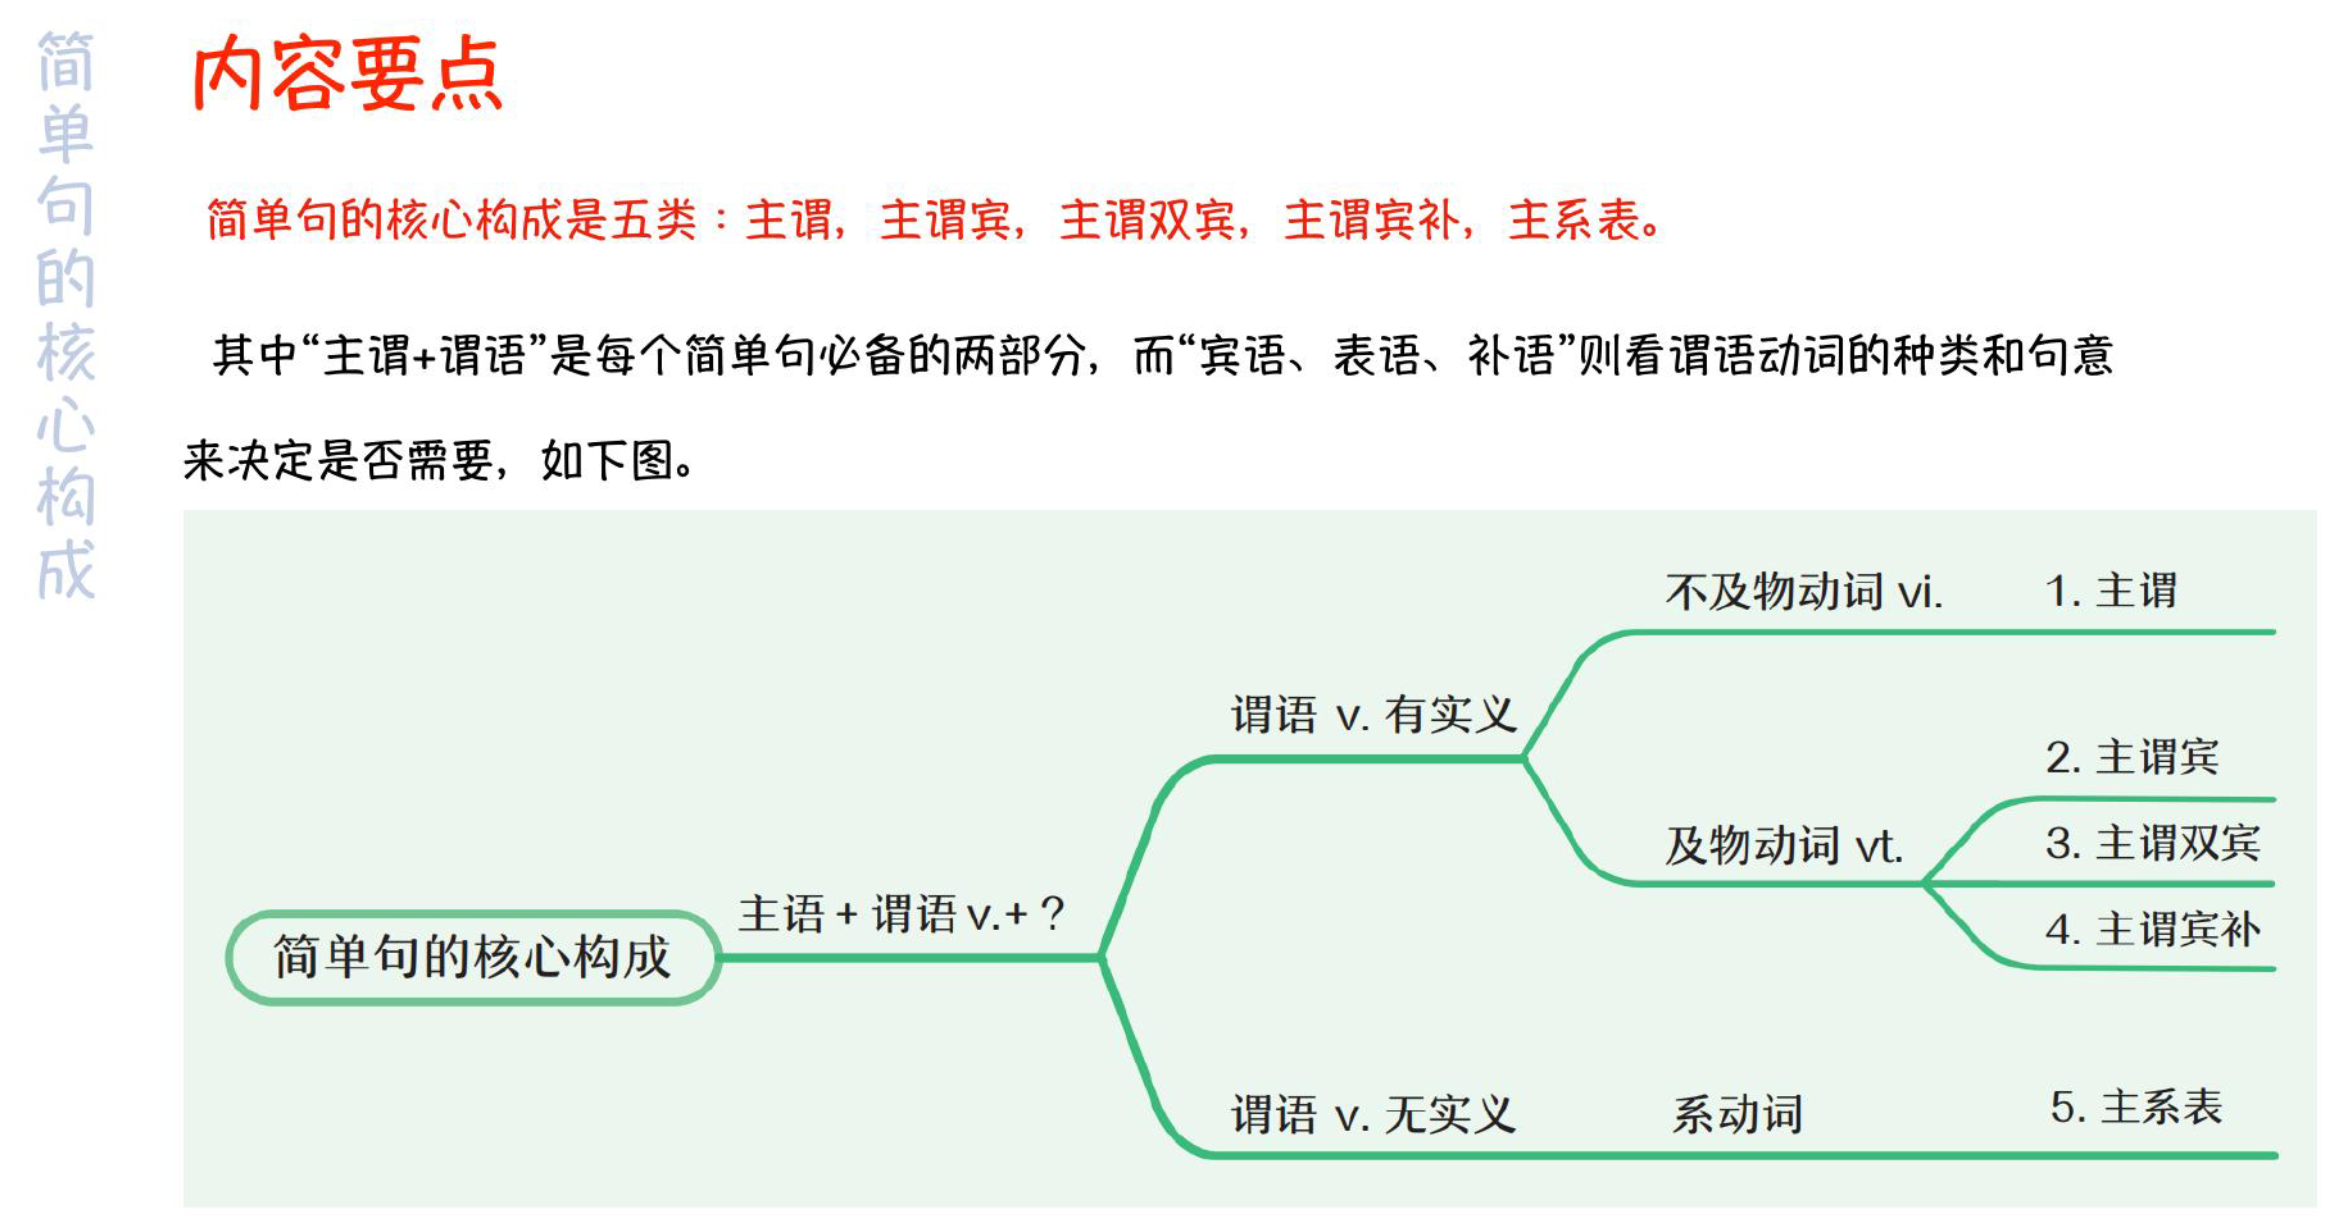 简单句的核心构成
内容要点
简单句的核心构成是五类：主谓，主谓宾，主谓双宾，主谓宾补，主系表。
其中“主谓+谓语”是每个简单句必备的两部分，而“宾语、表语、补语”则看谓语动词的种类和句意
来决定是否需要，如下图。
简单句的核心构成
主语+谓语v.+？
谓语 v. 有实义
不及物动词 vi.
1. 主谓
及物动词 vt.
2. 主谓宾
3. 主谓双宾
4. 主谓宾补
谓语 v. 无实义
系动词
5. 主系表